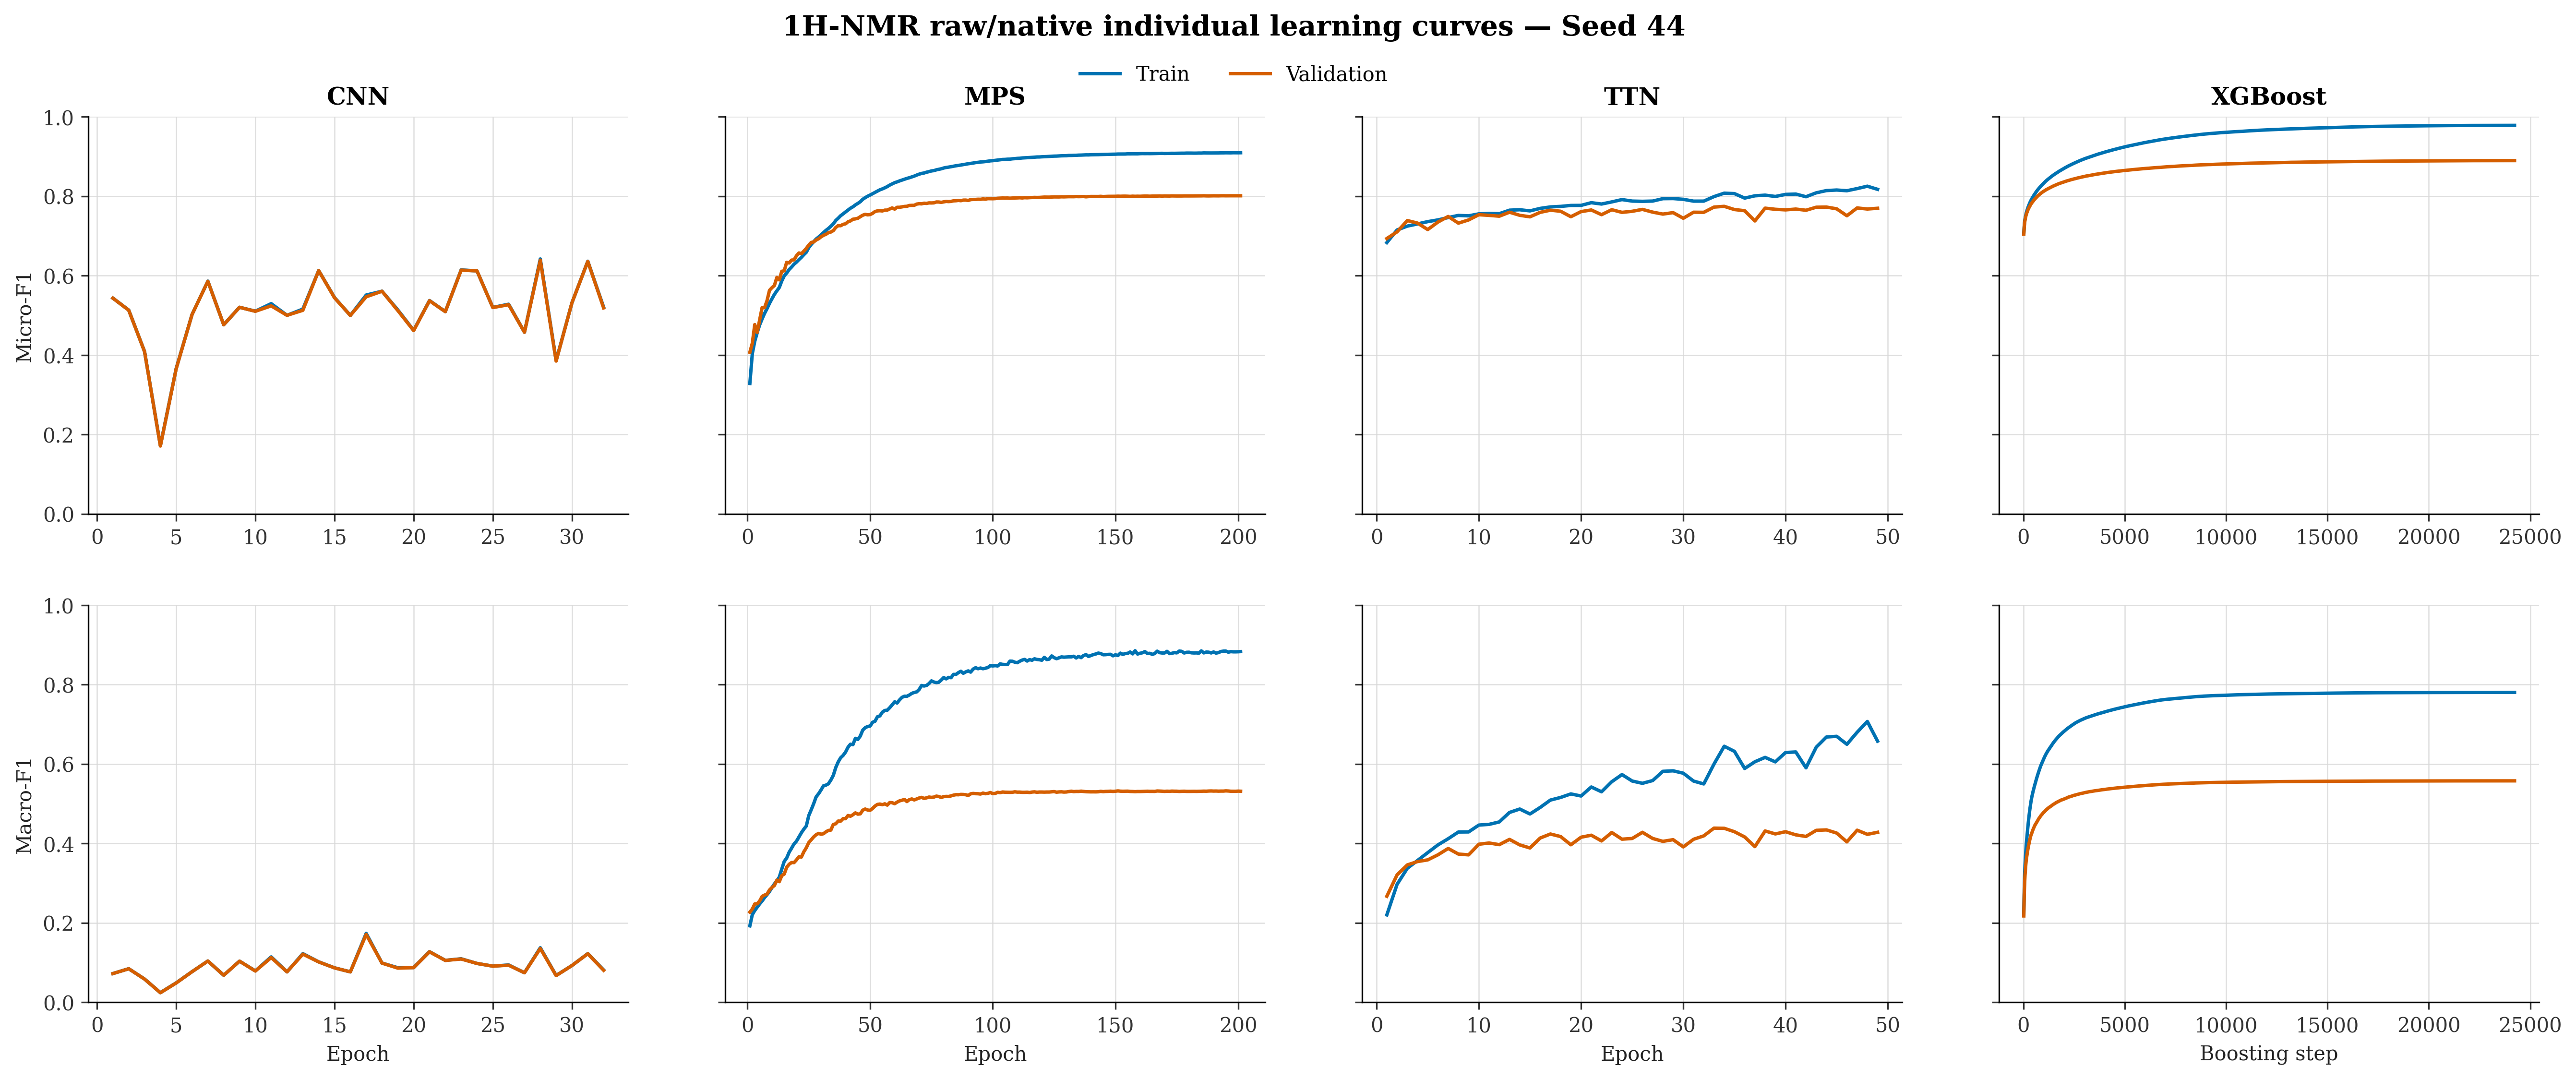 1H-NMR raw/native individual learning curves — Seed 44
Train Validation
CNN MPS TTN XGBoost
Micro-F1
1.0
0.8
0.6
0.4
0.2
0.0
0 5 10 15 20 25 30
0 50 100 150 200
0 10 20 30 40 50
0 5000 10000 15000 20000 25000
Macro-F1
1.0
0.8
0.6
0.4
0.2
0.0
0 5 10 15 20 25 30
0 50 100 150 200
0 10 20 30 40 50
0 5000 10000 15000 20000 25000
Epoch Epoch Epoch Boosting step